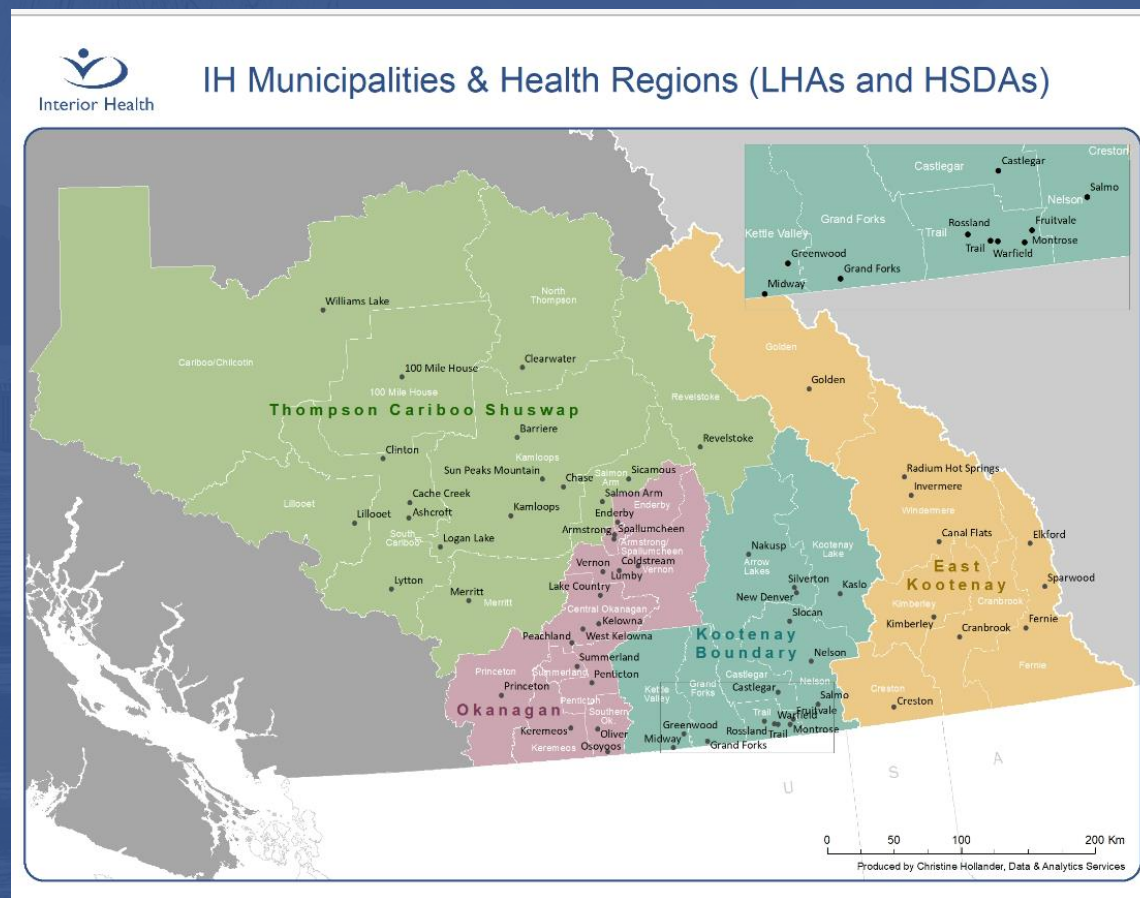 IH Municipalities & Health Regions (LHAs and HSDAs)
Interior Health
Castlegar
Creston
Castlegar
Salmo
Nelson
Grand Forks
Rossland
Fruitvale
Kettle Valley
Trail
Greenwood
Trail
Warfield
Montrose
Grand Forks
Midway
Williams Lake
North
Thompson
Cariboo/Chilcotin
100 Mile House
Clearwater
100 Mile House
Golden
Golden
Thompson Cariboo Shuswap
Revelstoke
Barriere
Revelstoke
Clinton
Kamloops
Sun Peaks Mountain
Chase
Salmon
Arm
Sicamous
Radium Hot Springs
Invermere
Windermere
Lillooet
Cache Creek
Ashcroft
Lillooet
South
Cariboo
Kamloops
Salmon Arm
Enderby
Enderby
Armstrong
Spallumcheen
Armstrong/
Spallumcheen
Logan Lake
Canal Flats
Elkford
Nakusp
Kootenay
Lake
Arrow
Lakes
Vernon
Coldstream
Vernon
Lumby
East
Kootenay
Sparwood
Lytton
Merritt
Merritt
Lake Country
Central Okanagan
Silverton
New Denver
Kaslo
Slocan
Kimberley
Kimberley
Cranbrook
Cranbrook
Fernie
Fernie
Kelowna
West Kelowna
Peachland
Kootenay
Boundary
Summerland
Summerland
Nelson
Nelson
Princeton
Princeton
Penticton
Penticton
Okanagan
Kettle
Valley
Grand
Forks
Castlegar
Castlegar
Salmo
Creston
Creston
Southern
Ok.
Keremeos
Oliver
Keremeos
Osoyoos
Greenwood
Midway
Grand Forks
Trail
Rossland
Trail
Warfield
Fruitvale
Montrose
U S A
0 50 100 200 Km
Produced by Christine Hollander, Data & Analytics Services